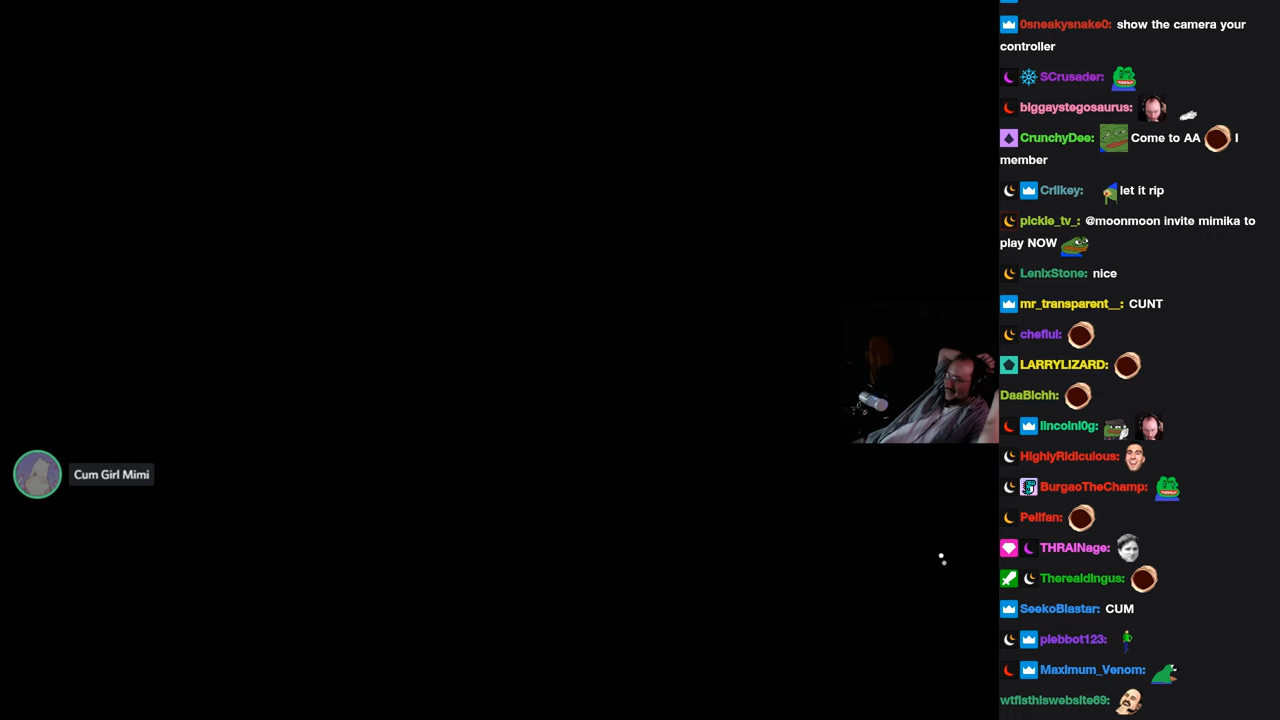 0sneakysnake0: show the camera your
controller
SCrusader:
biggaystegosaurus:
CrunchyDee: Come to AA I
member
Crilkey: let it rip
pickle_tv_: @moonmoon invite mimika to
play NOW
LenixStone: nice
mr_transparent__: CUNT
cheflul:
LARRYLIZARD:
DaaBichh:
lincolnl0g:
HighlyRidiculous:
Cum Girl Mimi
BurgaoTheChamp:
Pelifan:
THRAINage:
Therealdingus:
SeekoBlastar: CUM
plebbot123:
Maximum_Venom:
wtfisthiswebsite69: